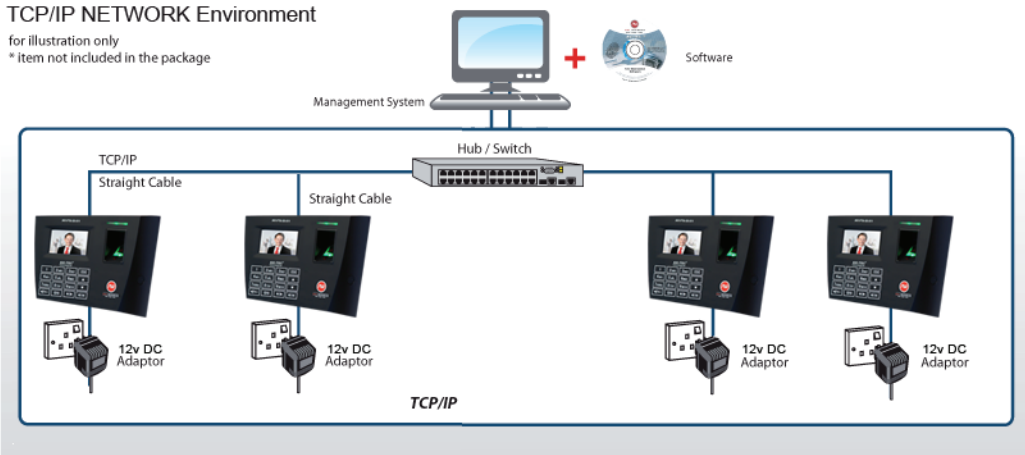 TCP/IP NETWORK Environment
for illustration only
* item not included in the package
Software
Management System
Hub / Switch
TCP/IP
Straight Cable
Straight Cable
12v DC
Adaptor
12v DC
Adaptor
12v DC
Adaptor
12v DC
Adaptor
TCP/IP